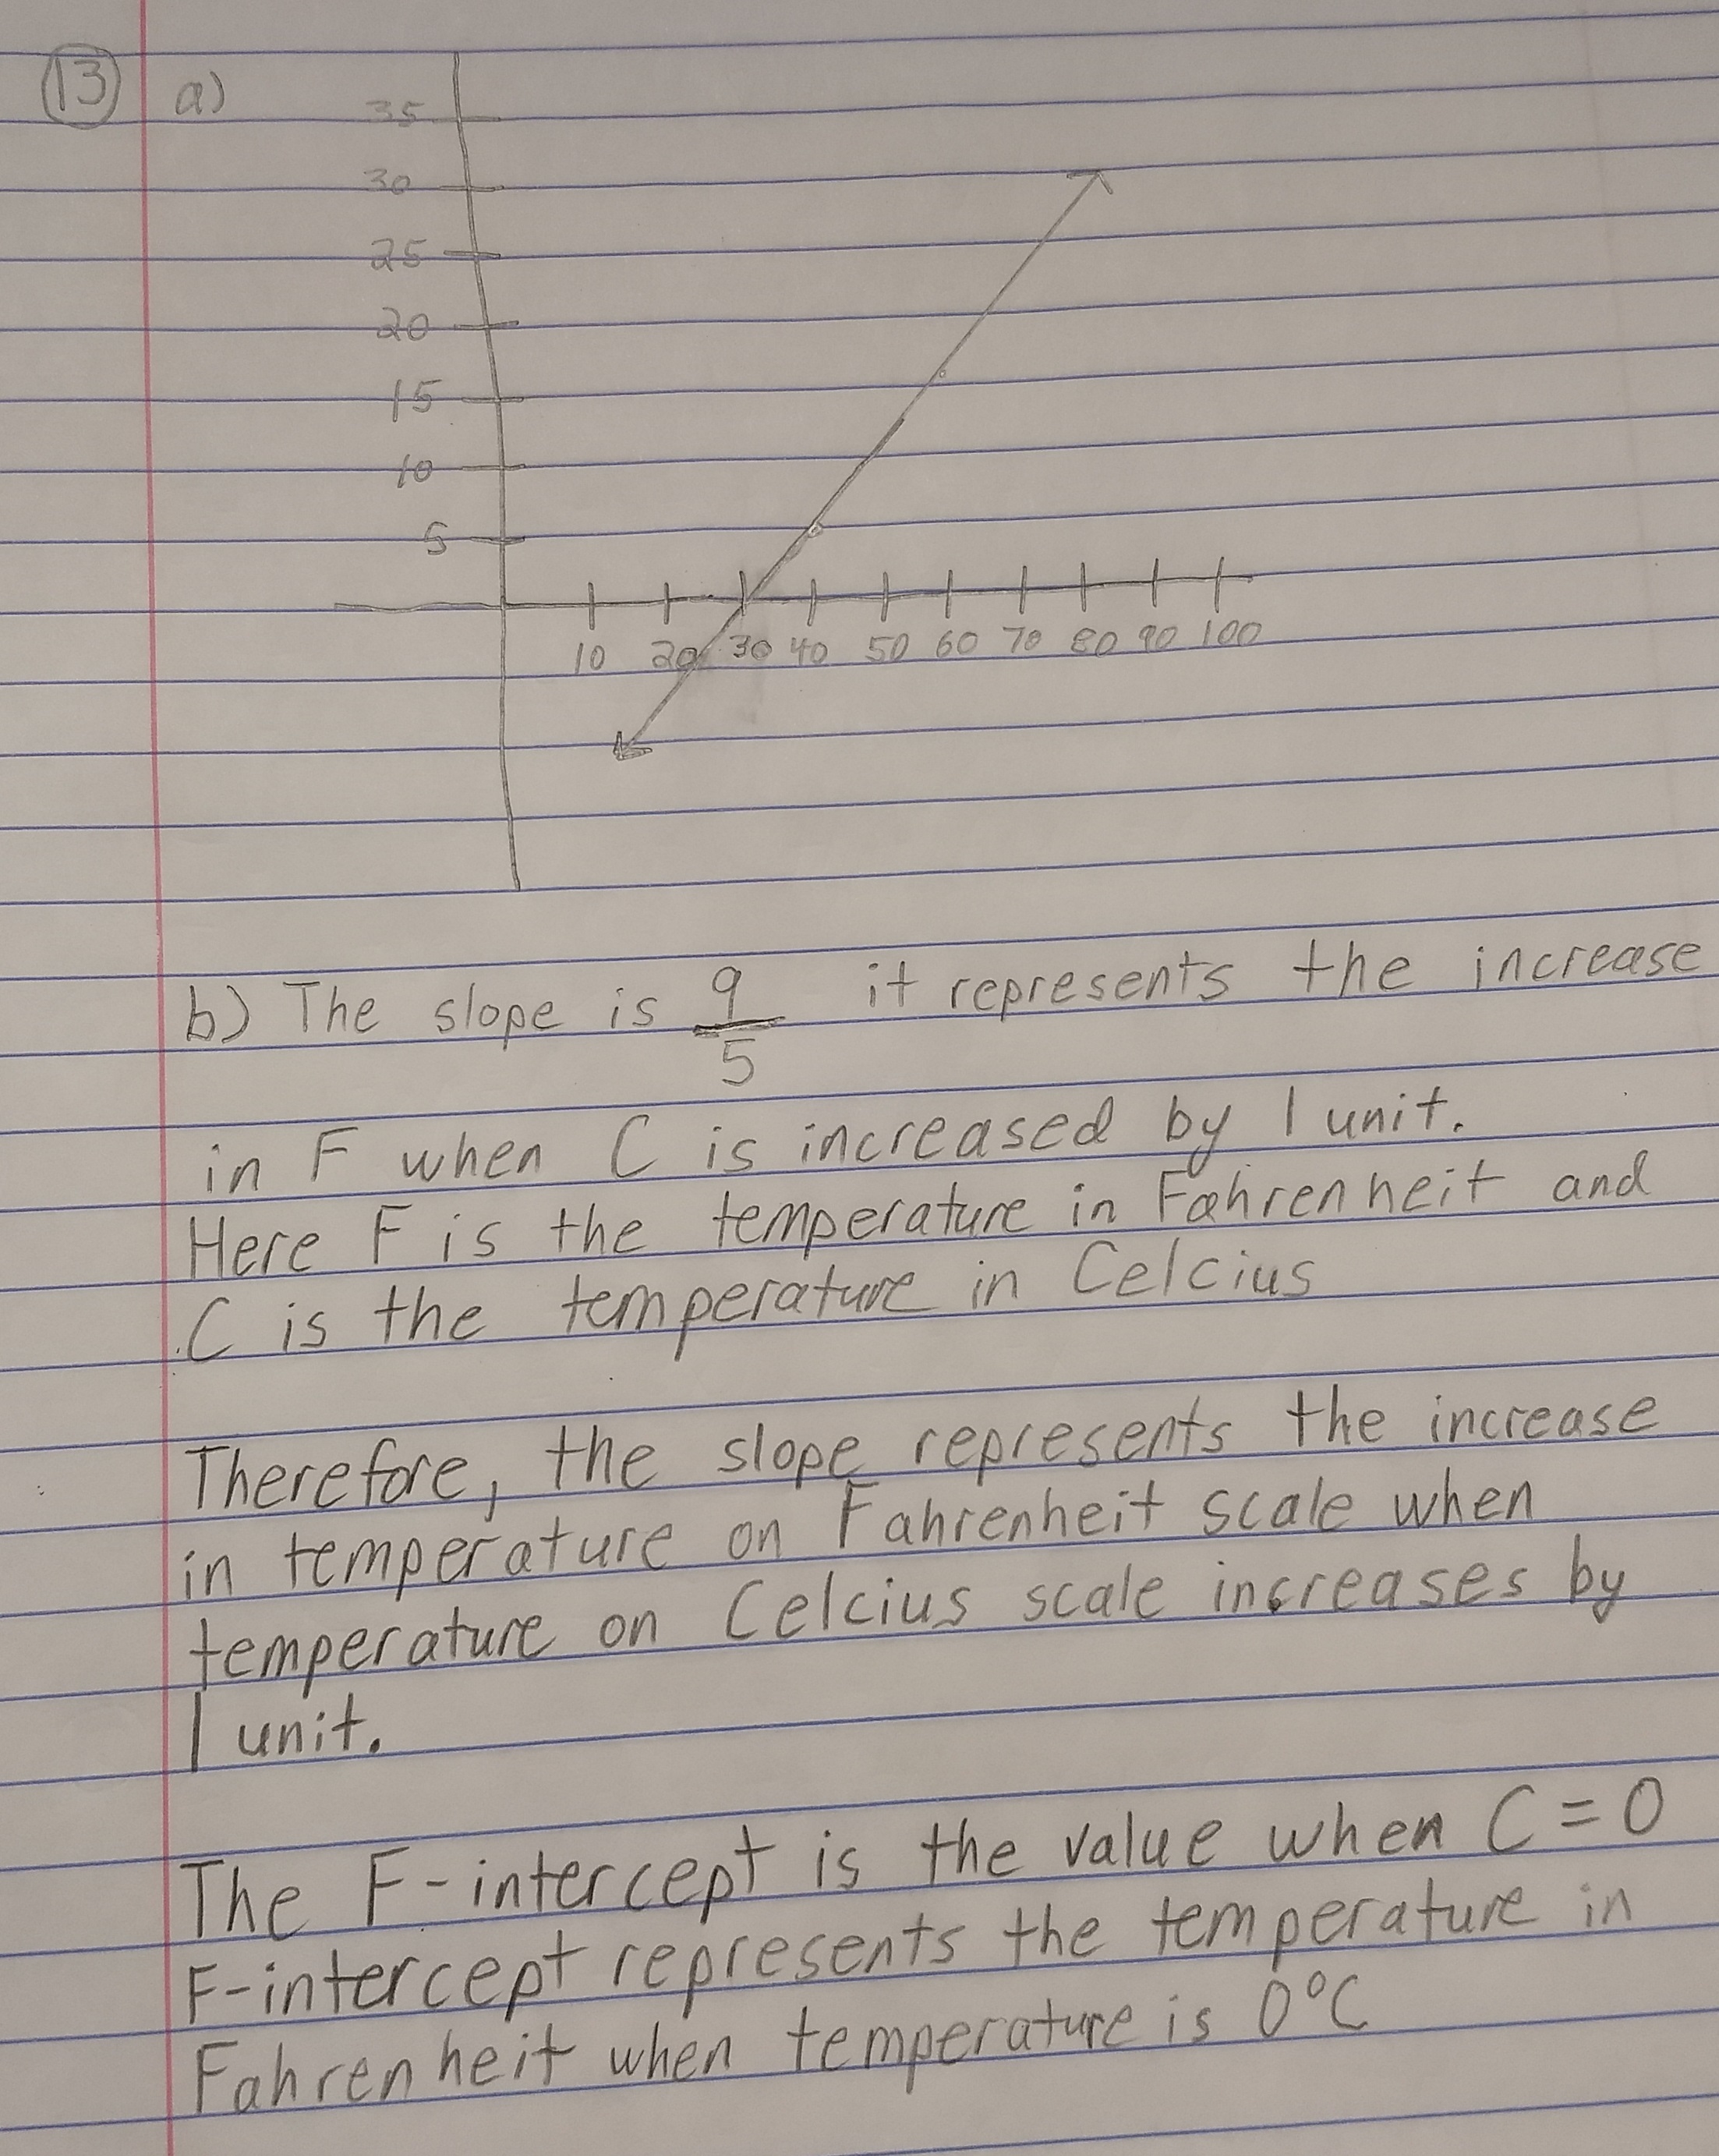 13 a)
35
30
25
20
15
10
5
10 20 30 40 50 60 70 80 90 100
b) The slope is 9/5 it represents the increase
in F when C is increased by 1 unit.
Here F is the temperature in Fahrenheit and
C is the temperature in Celcius
Therefore, the slope represents the increase
in temperature on Fahrenheit scale when
temperature on Celcius scale increases by
1 unit.
The F-intercept is the value when C = 0
F-intercept represents the temperature in
Fahrenheit when temperature is 0°C